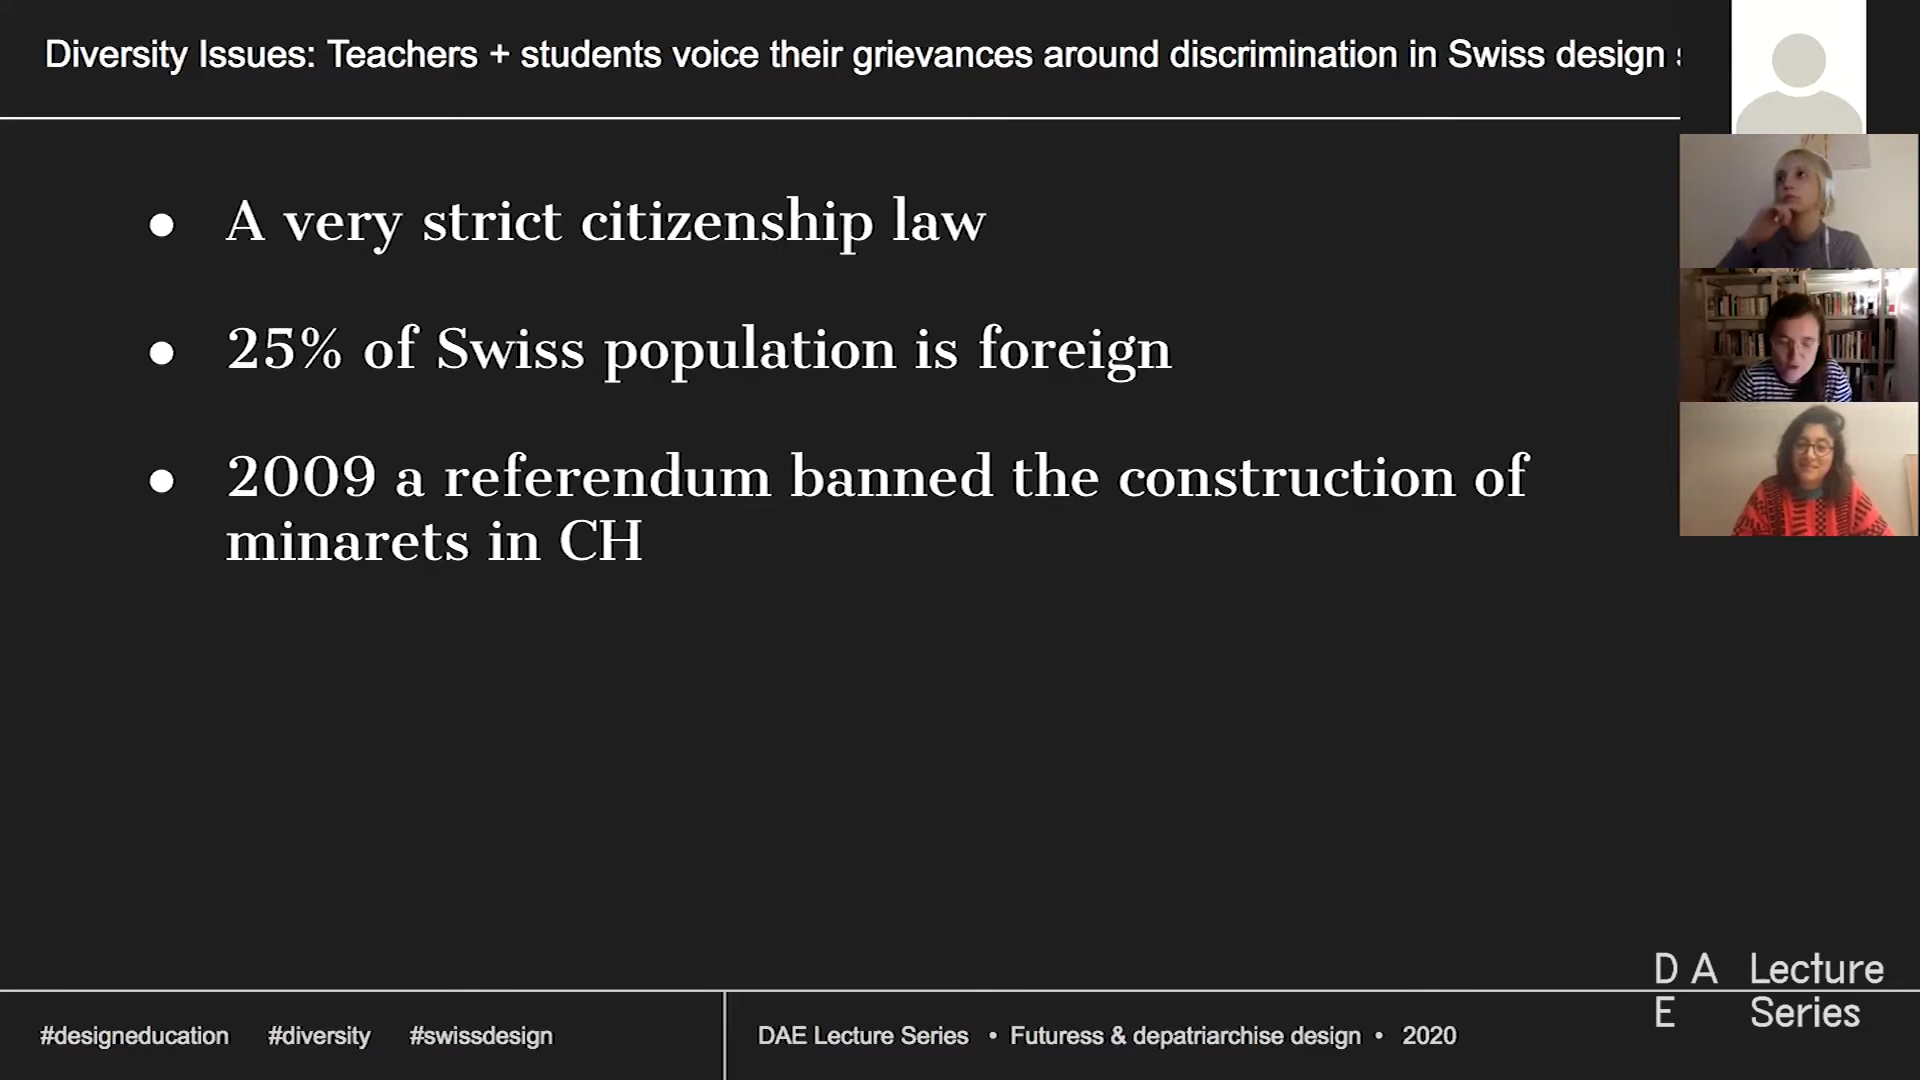 Diversity Issues: Teachers + students voice their grievances around discrimination in Swiss design
• A very strict citizenship law
• 25% of Swiss population is foreign
• 2009 a referendum banned the construction of
minarets in CH
#designeducation #diversity #swissdesign
DAE Lecture Series • Futuress & depatriarchise design • 2020
D A Lecture
E Series